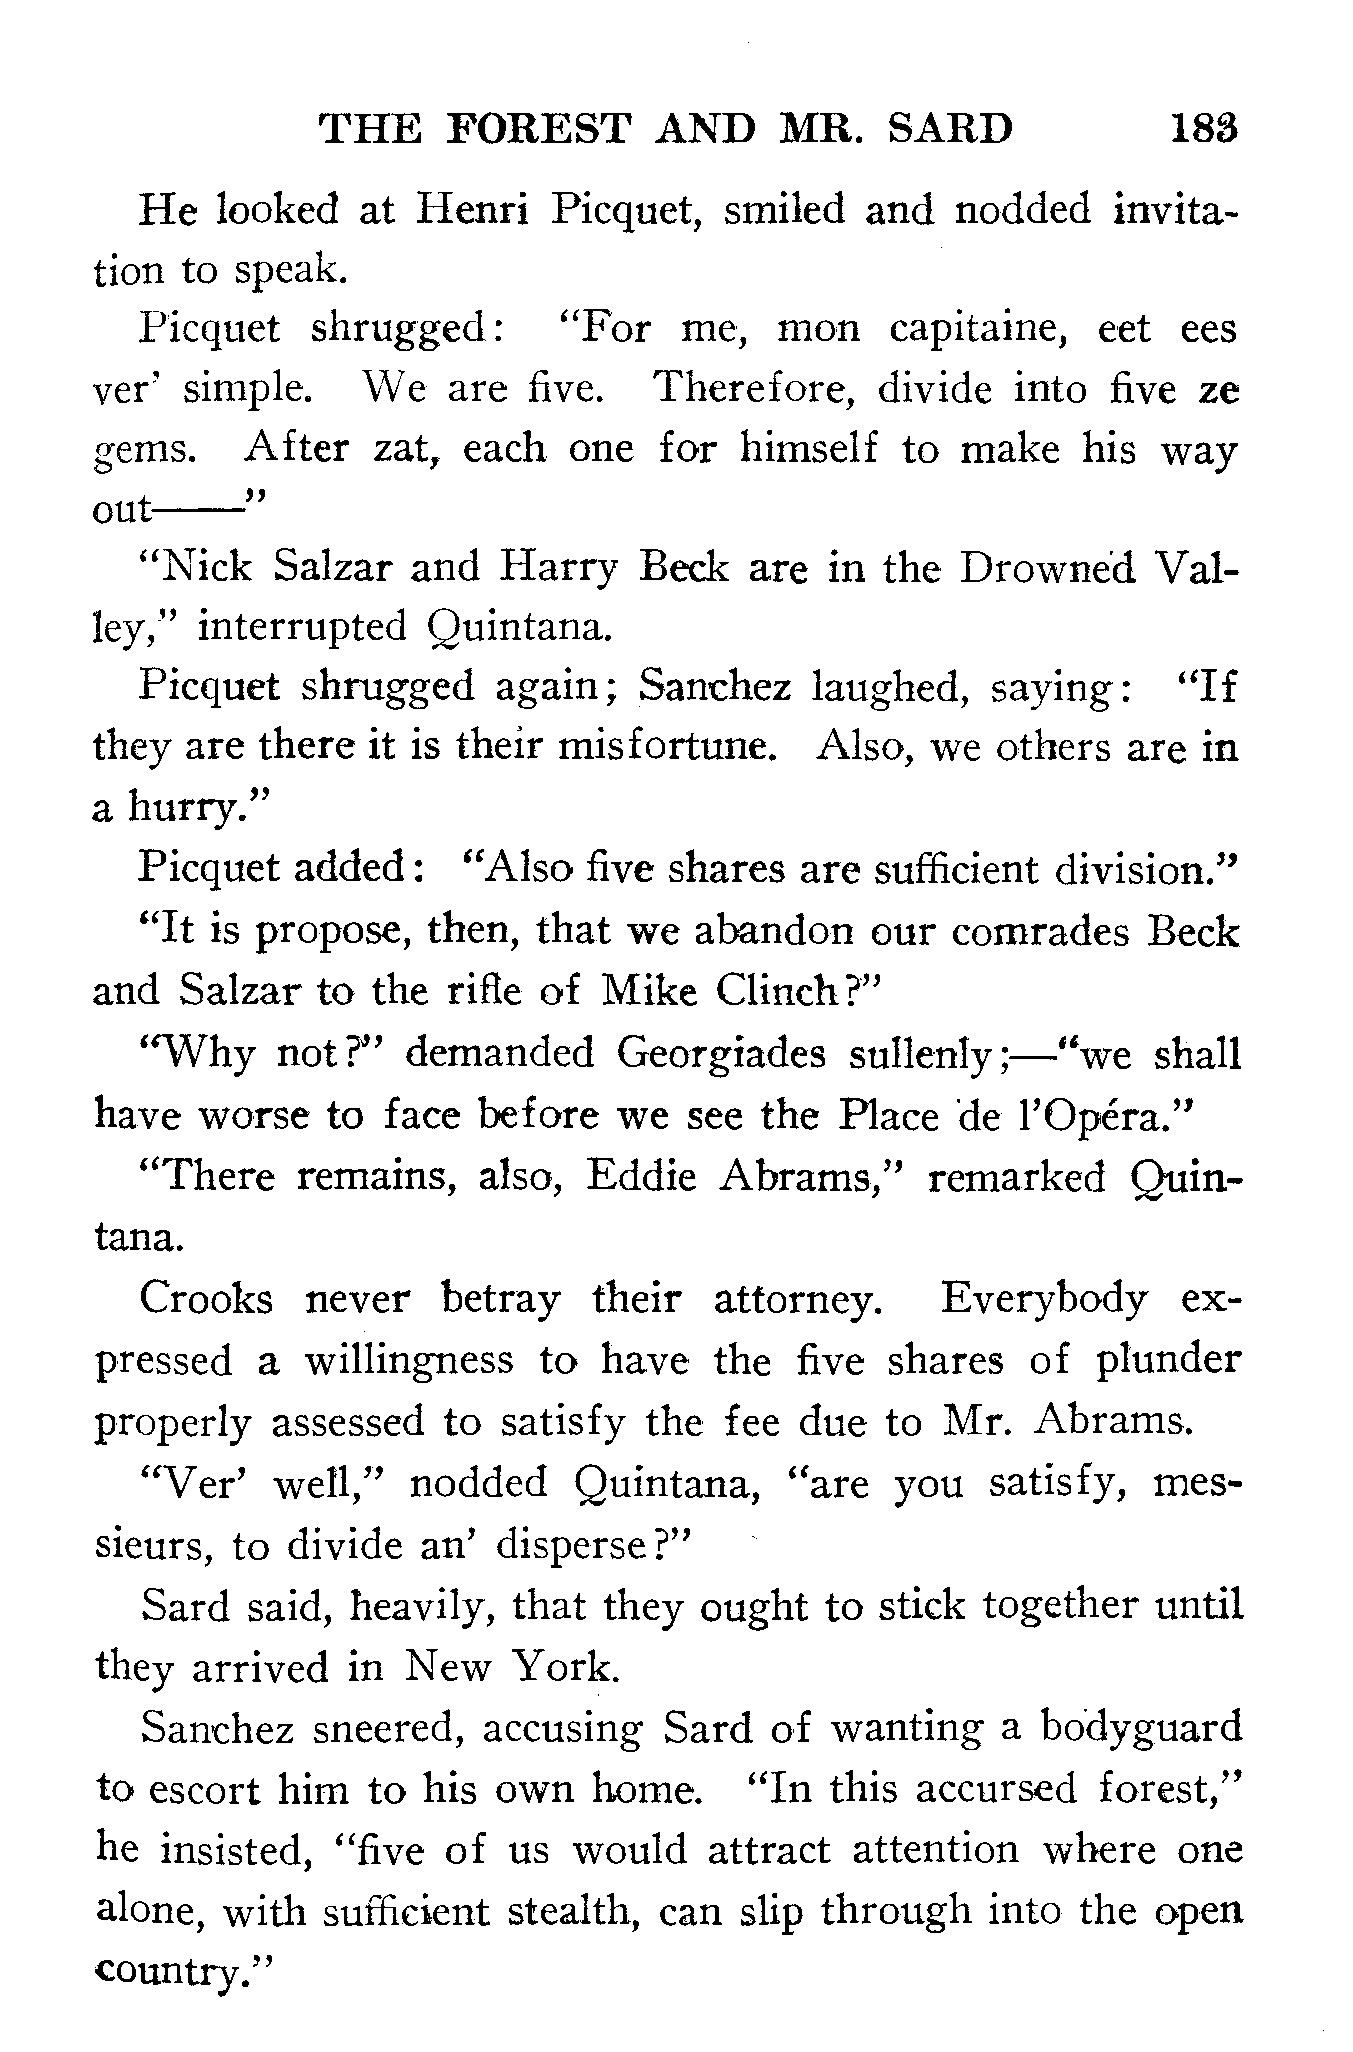 THE FOREST AND MR. SARD 183
He looked at Henri Picquet, smiled and nodded invita-
tion to speak.
Picquet shrugged: "For me, mon capitaine, eet ees
ver' simple. We are five. Therefore, divide into five ze
gems. After zat, each one for himself to make his way
out——"
"Nick Salzar and Harry Beck are in the Drowned Val-
ley," interrupted Quintana.
Picquet shrugged again; Sanchez laughed, saying: "If
they are there it is their misfortune. Also, we others are in
a hurry."
Picquet added: "Also five shares are sufficient division."
"It is propose, then, that we abandon our comrades Beck
and Salzar to the rifle of Mike Clinch?"
"Why not?" demanded Georgiades sullenly;—"we shall
have worse to face before we see the Place de l'Opéra."
"There remains, also, Eddie Abrams," remarked Quin-
tana.
Crooks never betray their attorney. Everybody ex-
pressed a willingness to have the five shares of plunder
properly assessed to satisfy the fee due to Mr. Abrams.
"Ver' well," nodded Quintana, "are you satisfy, mes-
sieurs, to divide an' disperse?"
Sard said, heavily, that they ought to stick together until
they arrived in New York.
Sanchez sneered, accusing Sard of wanting a bodyguard
to escort him to his own home. "In this accursed forest,"
he insisted, "five of us would attract attention where one
alone, with sufficient stealth, can slip through into the open
country."